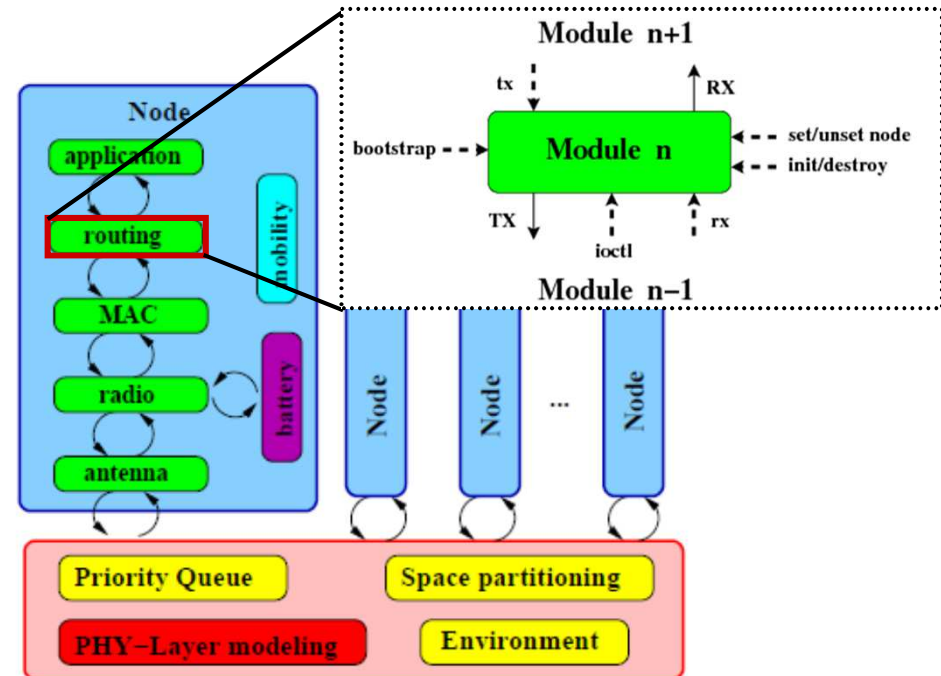 Node
application
routing
MAC
radio
antenna
mobility
battery
Module n+1
tx
RX
bootstrap
Module n
set/unset node
init/destroy
TX
ioctl
rx
Module n−1
Node
Node
...
Node
Priority Queue
Space partitioning
PHY−Layer modeling
Environment